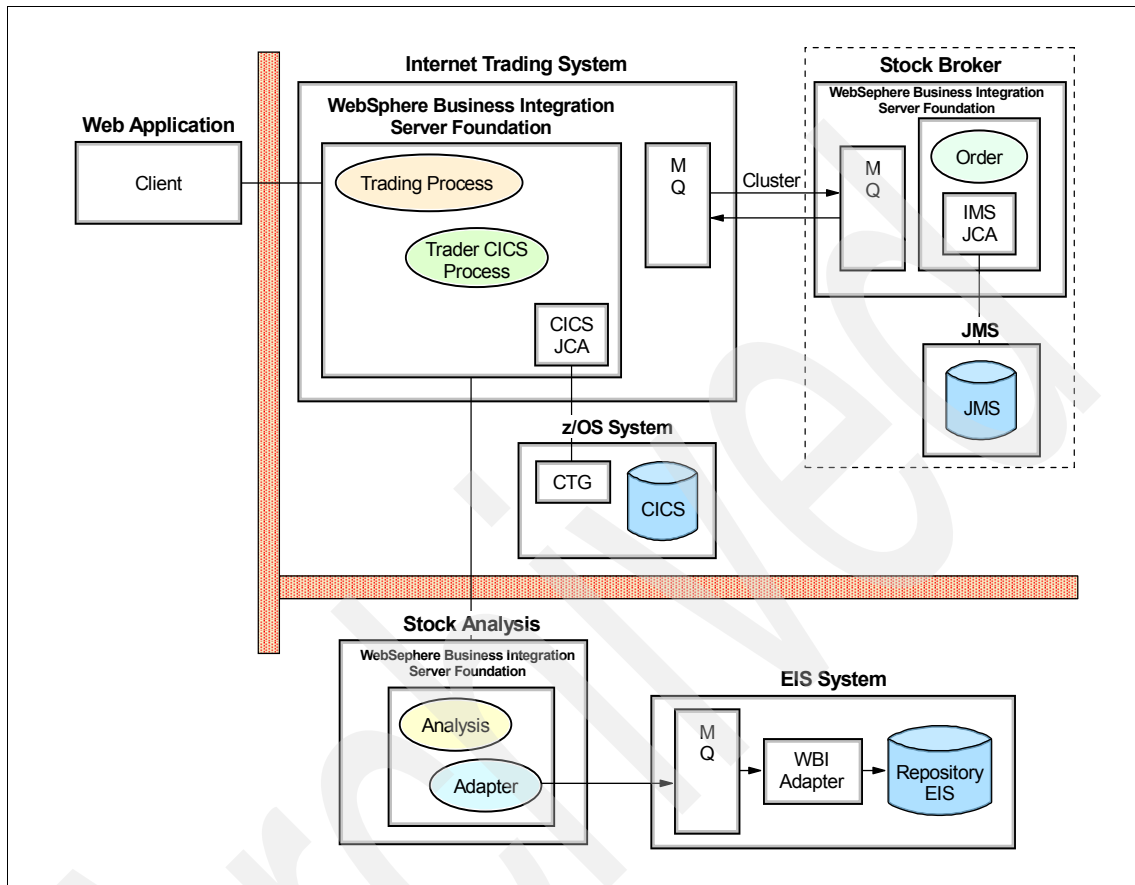 Internet Trading System
WebSphere Business Integration
Server Foundation
Web Application
Client
Trading Process
Trader CICS
Process
CICS
JCA
M
Q
Cluster
Stock Broker
WebSephere Business Integration
Server Foundation
M
Q
Order
IMS
JCA
JMS
JMS
z/OS System
CTG
CICS
Stock Analysis
WebSephere Business Integration
Server Foundation
Analysis
Adapter
EIS System
M
Q
WBI
Adapter
Repository
EIS
Archived